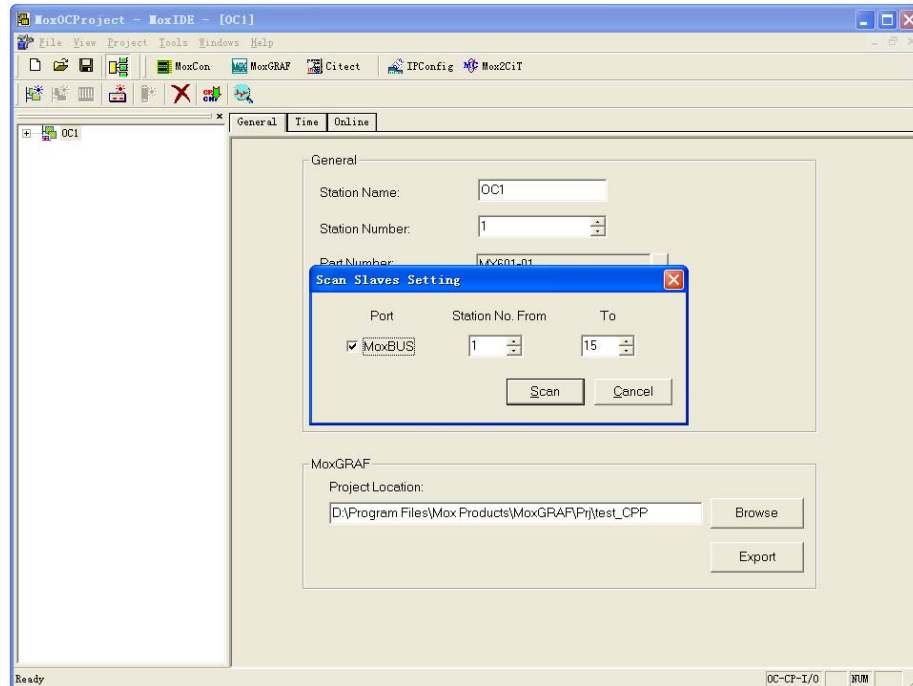 MoxOCProject - MoxIDE - [OC1]
File View Project Tools Windows Help
MoxCon MoxGRAF Citect IPConfig Mox2CiT
OC1
General Time Online
General
Station Name: OC1
Station Number: 1
Part Number: MX601-01
Scan Slaves Setting
Port Station No. From To
MoxBUS 1 15
Scan Cancel
MoxGRAF
Project Location:
D:\Program Files\Mox Products\MoxGRAF\Prj\test_CPP Browse
Export
Ready OC-CP-I/O NUM